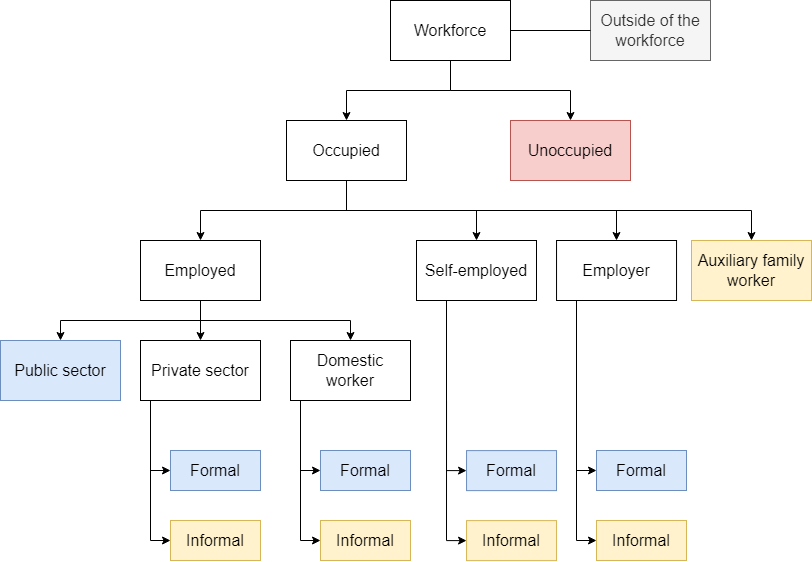 Workforce
Outside of the
workforce
Occupied
Unoccupied
Employed
Self-employed
Employer
Auxiliary family
worker
Public sector
Private sector
Domestic
worker
Formal
Formal
Formal
Formal
Informal
Informal
Informal
Informal